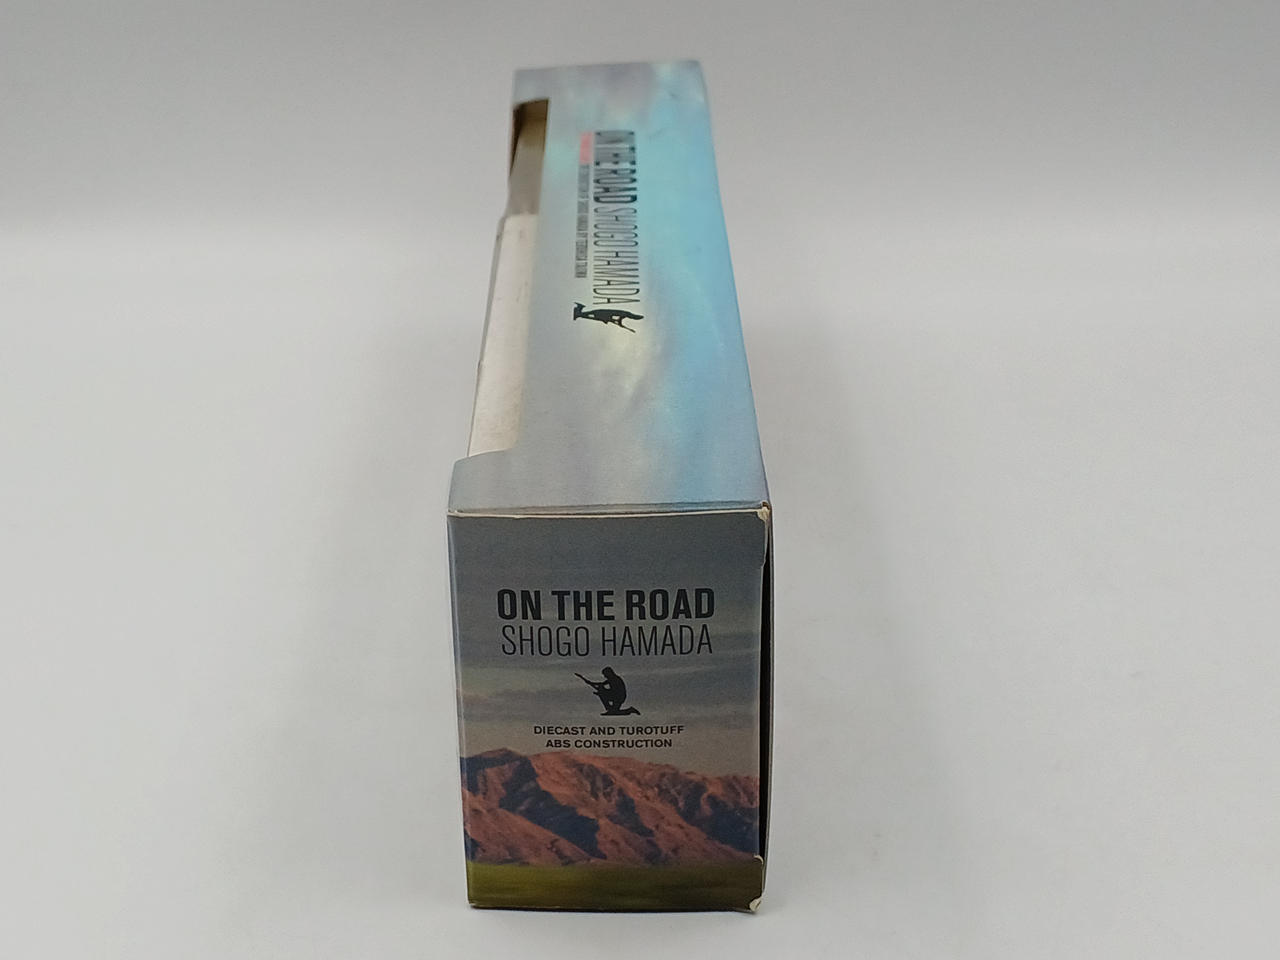 ON THE ROAD SHOGO HAMADA
ON THE ROAD
SHOGO HAMADA
DIECAST AND TUROTUFF
ABS CONSTRUCTION